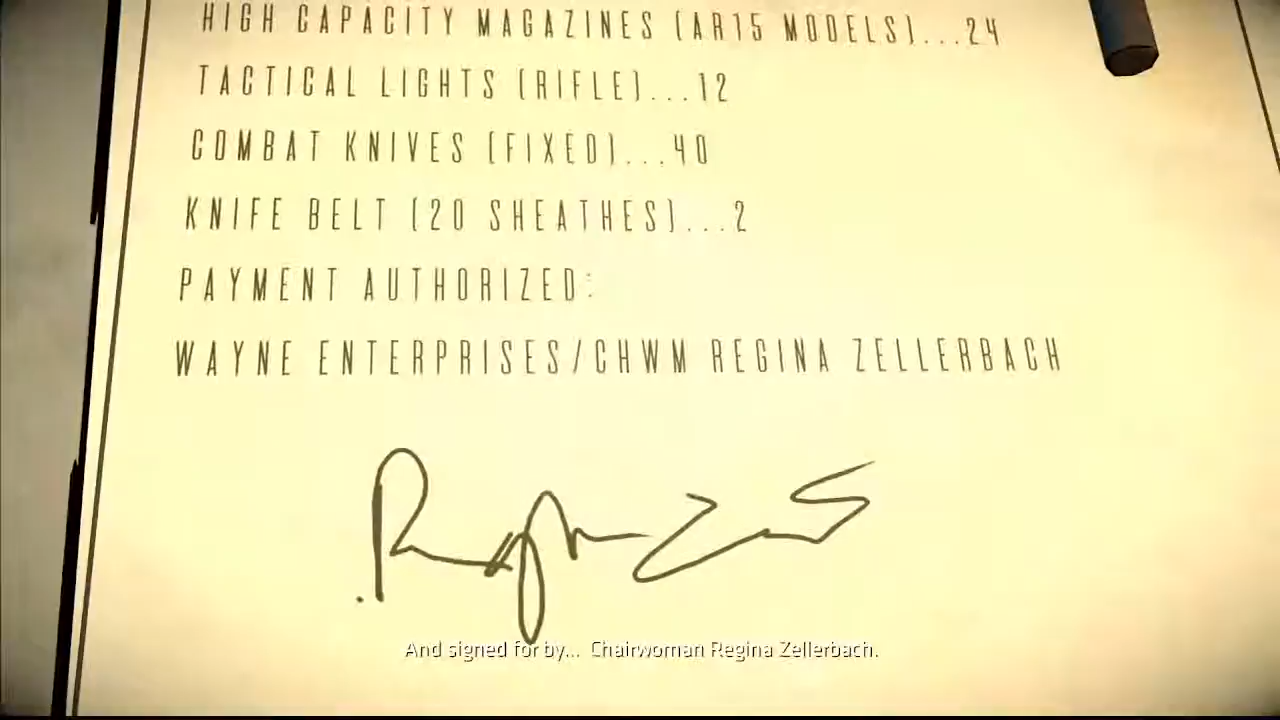 HIGH CAPACITY MAGAZINES (AR15 MODELS)...24
TACTICAL LIGHTS (RIFLE)...12
COMBAT KNIVES (FIXED)...40
KNIFE BELT (20 SHEATHES)...2
PAYMENT AUTHORIZED:
WAYNE ENTERPRISES/CHWM REGINA ZELLERBACH
And signed for by... Chairwoman Regina Zellerbach.